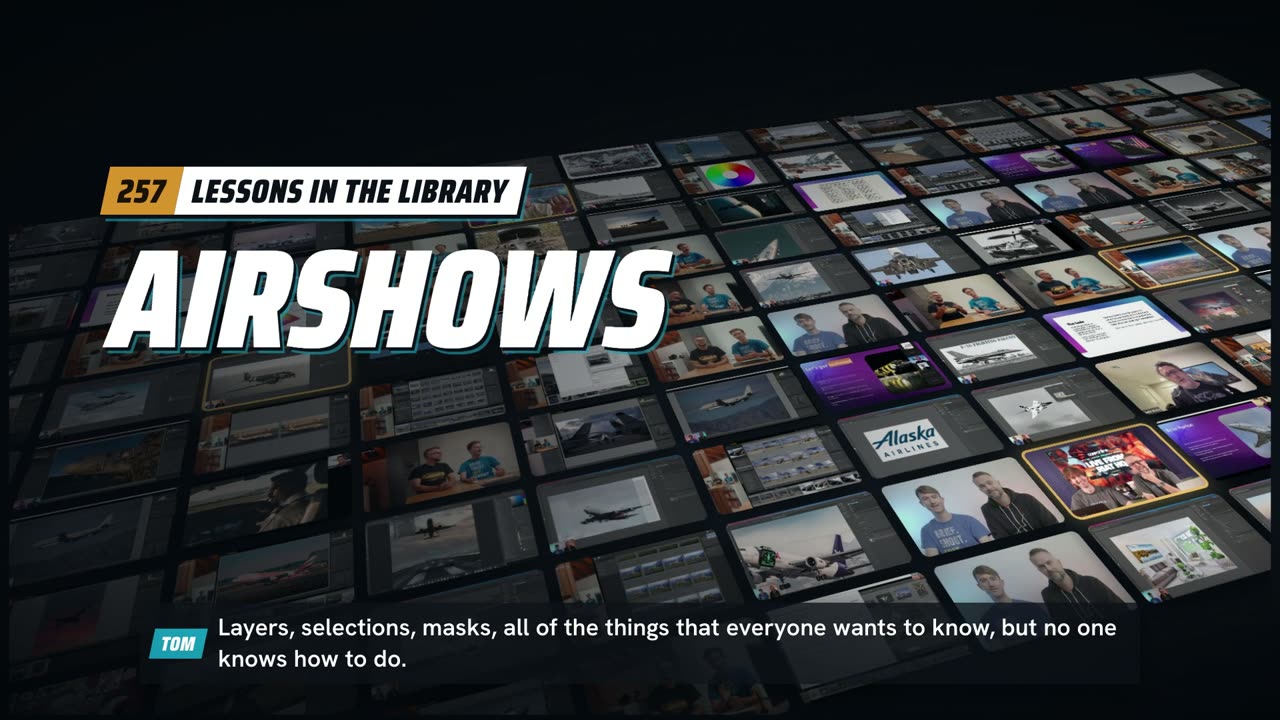 257 LESSONS IN THE LIBRARY
AIRSHOWS
Alaska
AIRLINES
TOM
Layers, selections, masks, all of the things that everyone wants to know, but no one
knows how to do.